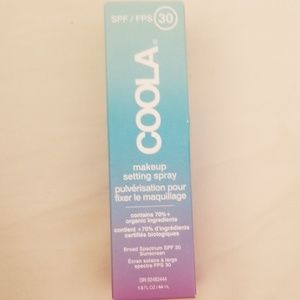 SPF / FPS 30
COOLA
makeup
setting spray
pulvérisation pour
fixer le maquillage
contains 70%+
organic ingredients
contient +70% d'ingrédients
certifiés biologiques
Broad Spectrum SPF 30
Sunscreen
Écran solaire à large
spectre FPS 30